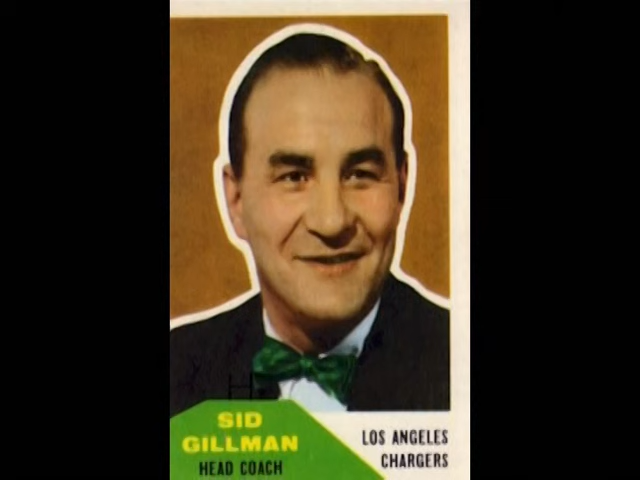 SID
GILLMAN
HEAD COACH
LOS ANGELES
CHARGERS